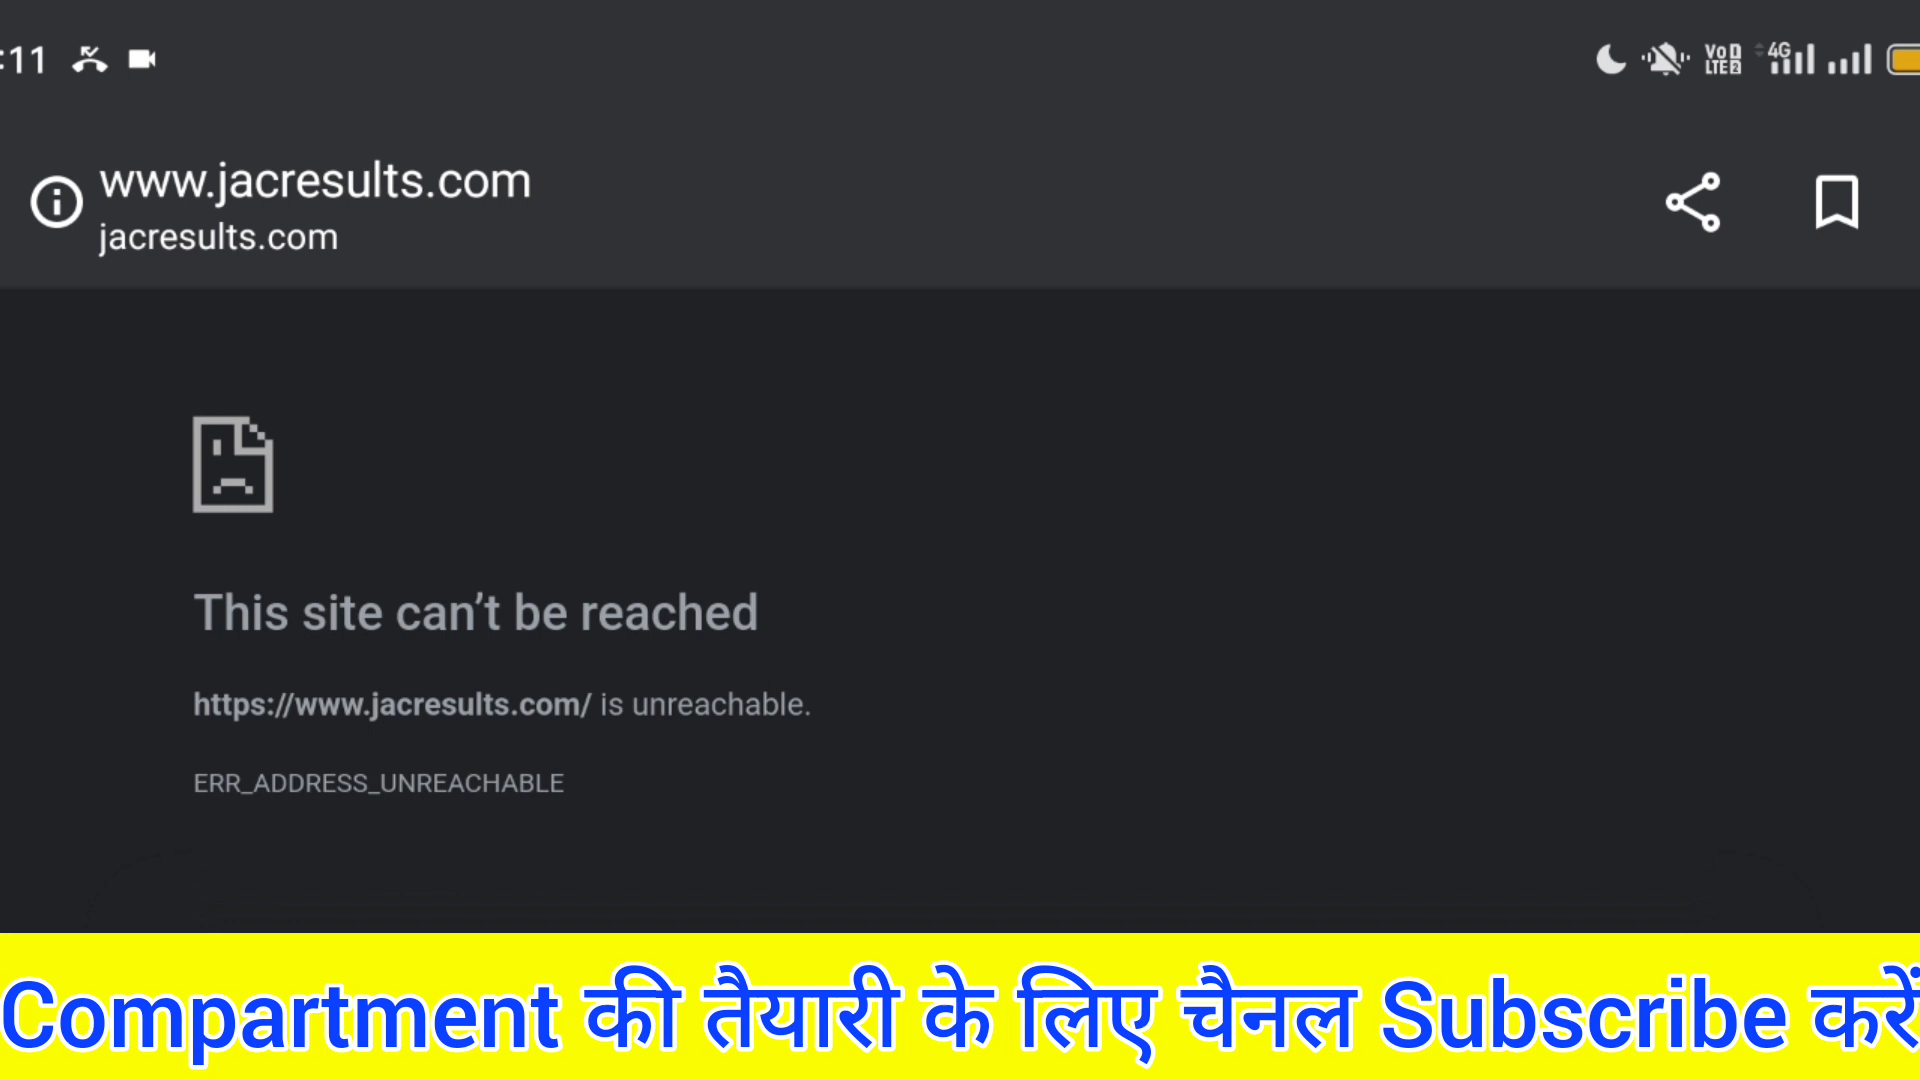 :11
VoD LTE2 4G
www.jacresults.com
jacresults.com
This site can’t be reached
https://www.jacresults.com/ is unreachable.
ERR_ADDRESS_UNREACHABLE
Compartment की तैयारी के लिए चैनल Subscribe करें